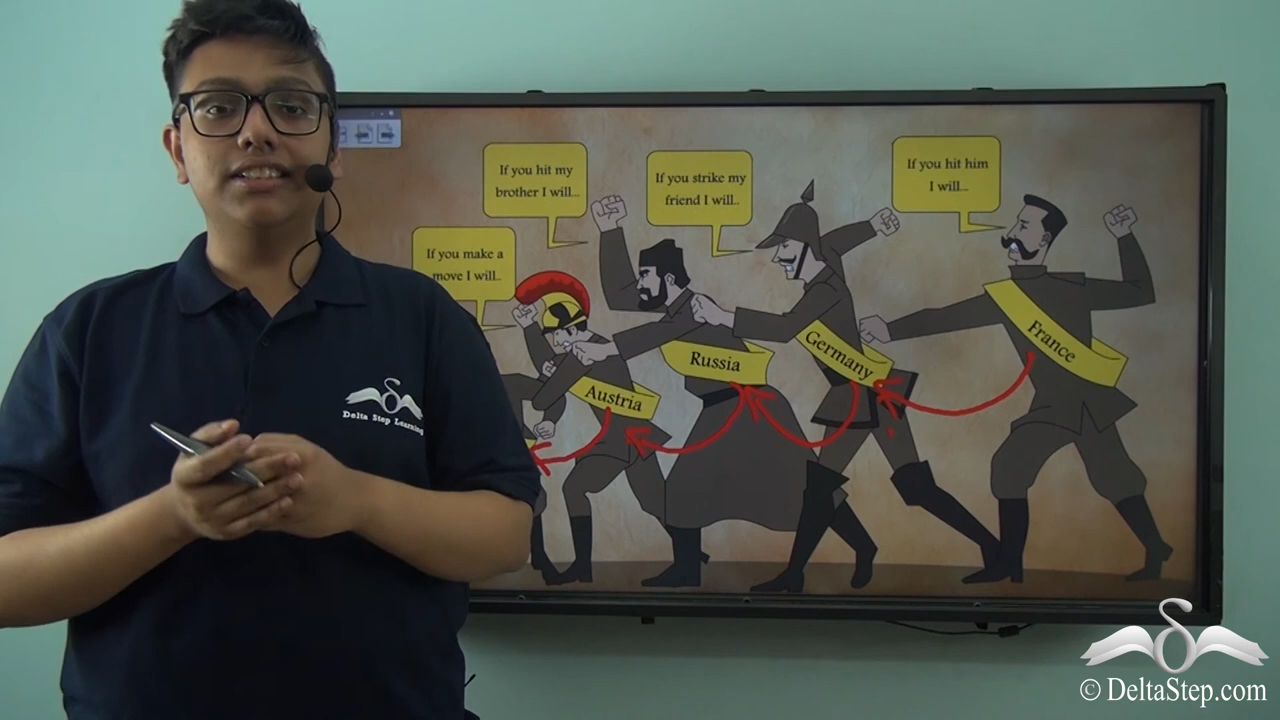 If you hit my
brother I will...
If you strike my
friend I will..
If you hit him
I will...
If you make a
move I will..
Austria
Russia
Germany
France
Delta Step Learning
© DeltaStep.com